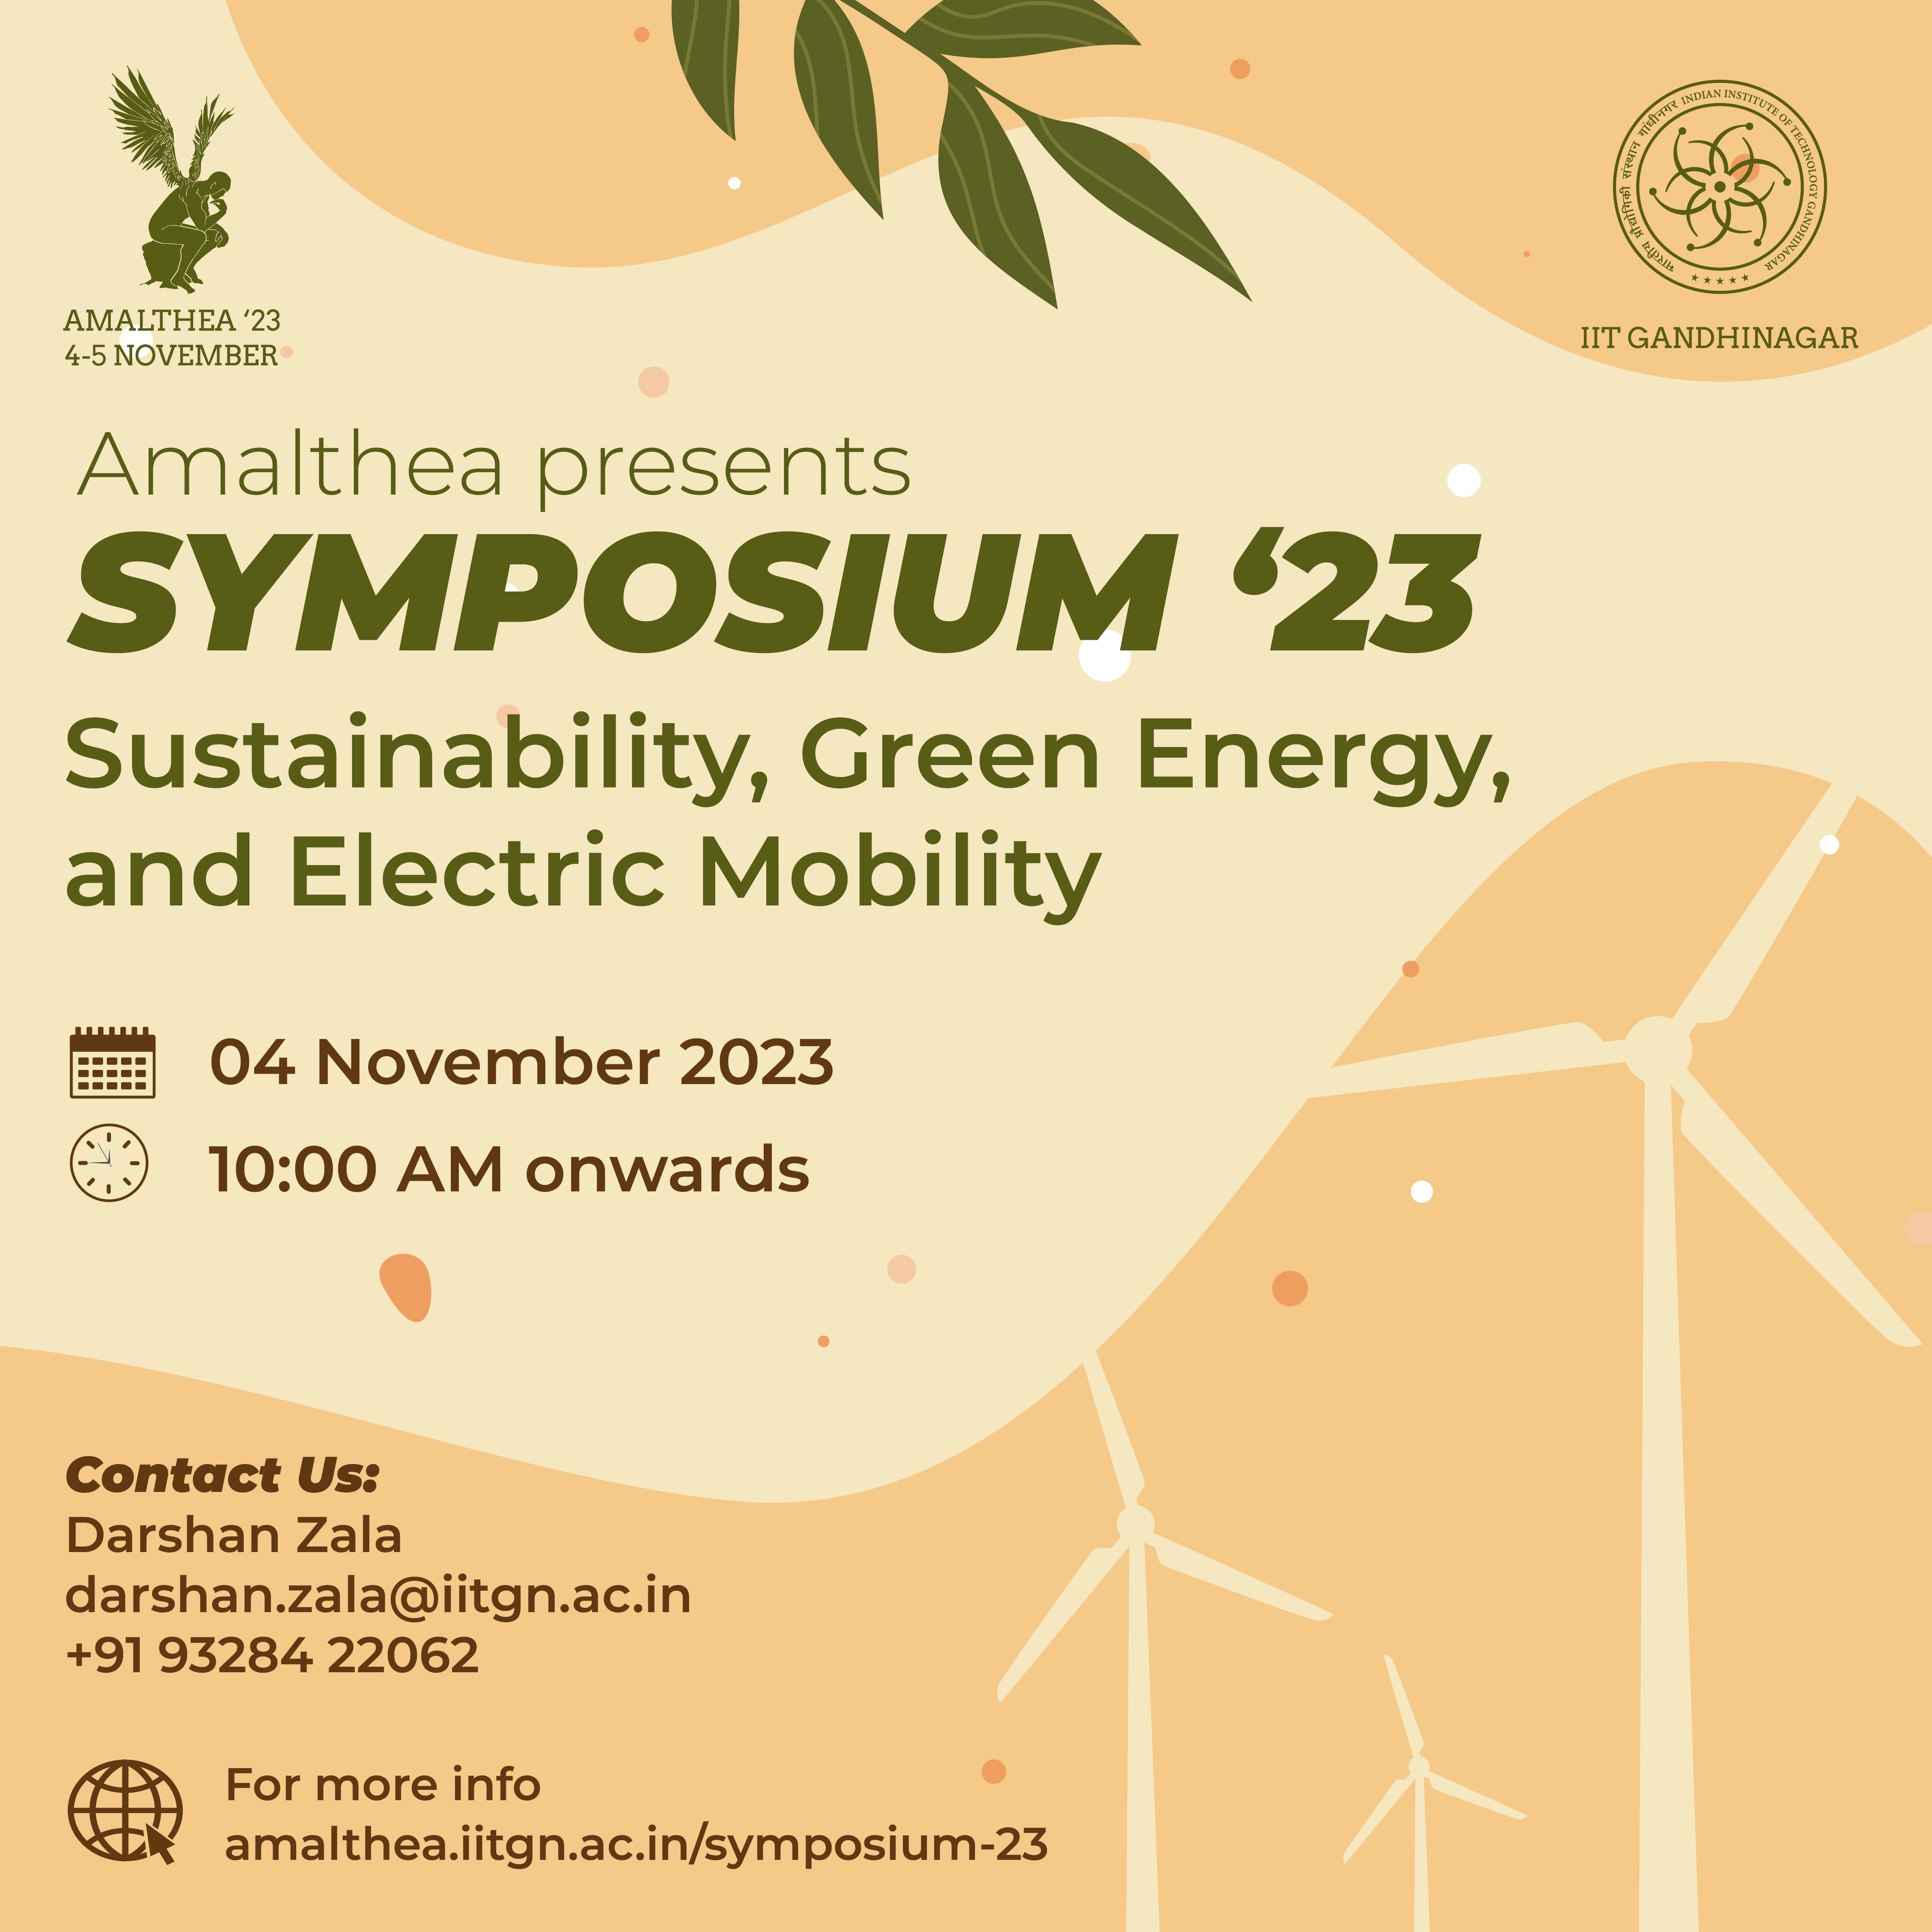 AMALTHEA ‘23
4-5 NOVEMBER
भारतीय प्रौद्योगिकी संस्थान गांधीनगर
INDIAN INSTITUTE OF TECHNOLOGY GANDHINAGAR
IIT GANDHINAGAR
Amalthea presents
SYMPOSIUM ‘23
Sustainability, Green Energy,
and Electric Mobility
04 November 2023
10:00 AM onwards
Contact Us:
Darshan Zala
darshan.zala@iitgn.ac.in
+91 93284 22062
For more info
amalthea.iitgn.ac.in/symposium-23